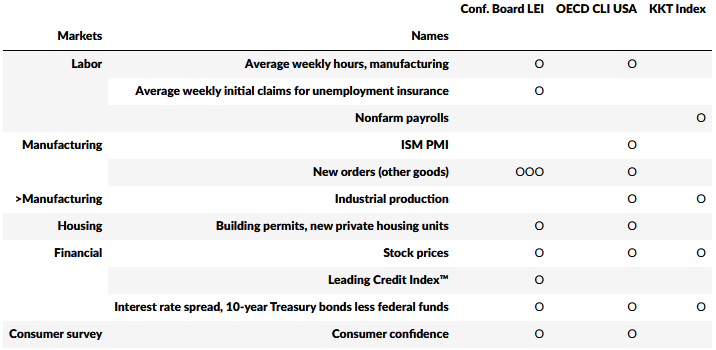 Conf. Board LEI OECD CLI USA KKT Index
Markets Names
Labor Average weekly hours, manufacturing O O
Average weekly initial claims for unemployment insurance O
Nonfarm payrolls O
Manufacturing ISM PMI O
New orders (other goods) OOO O
>Manufacturing Industrial production O O
Housing Building permits, new private housing units O O
Financial Stock prices O O O
Leading Credit Index™ O
Interest rate spread, 10-year Treasury bonds less federal funds O O O
Consumer survey Consumer confidence O O